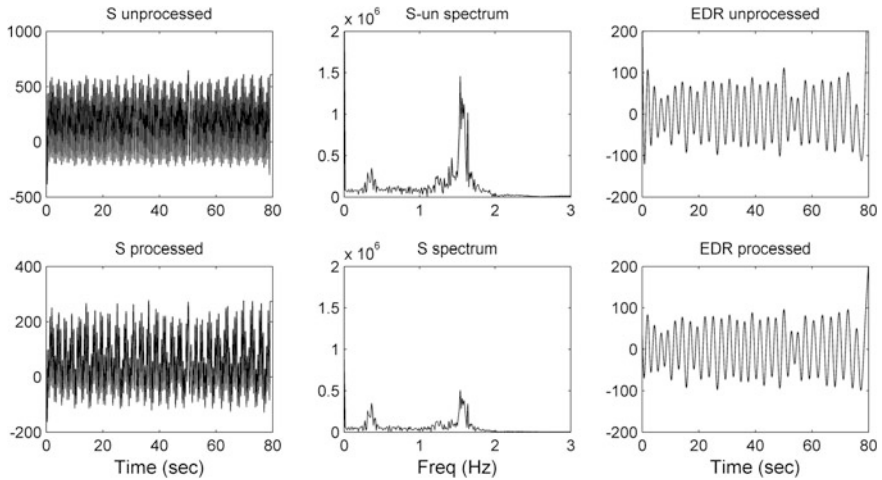 S unprocessed
1000
500
0
-500
0 20 40 60 80
x 10^6
S-un spectrum
2
1.5
1
0.5
0
0 1 2 3
EDR unprocessed
200
100
0
-100
-200
0 20 40 60 80
S processed
400
200
0
-200
0 20 40 60 80
Time (sec)
x 10^6
S spectrum
2
1.5
1
0.5
0
0 1 2 3
Freq (Hz)
EDR processed
200
100
0
-100
-200
0 20 40 60 80
Time (sec)